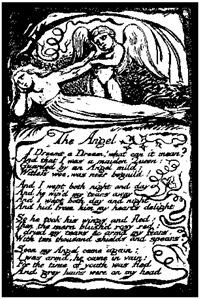 The Angel
I Dreamt a Dream! what can it mean?
And that I was a maiden Queen:
Guarded by an Angel mild;
Witless woe, was neer beguil'd!
And I wept both night and day
And he wip'd my tears away
And I wept both day and night
And hid from him my hearts delight
So he took his wings and fled:
Then the morn blush'd rosy red:
I dried my tears & armd my fears,
With ten thousand shields and spears.
Soon my Angel came again:
I was arm'd, he came in vain:
For the time of youth was fled
And grey hairs were on my head